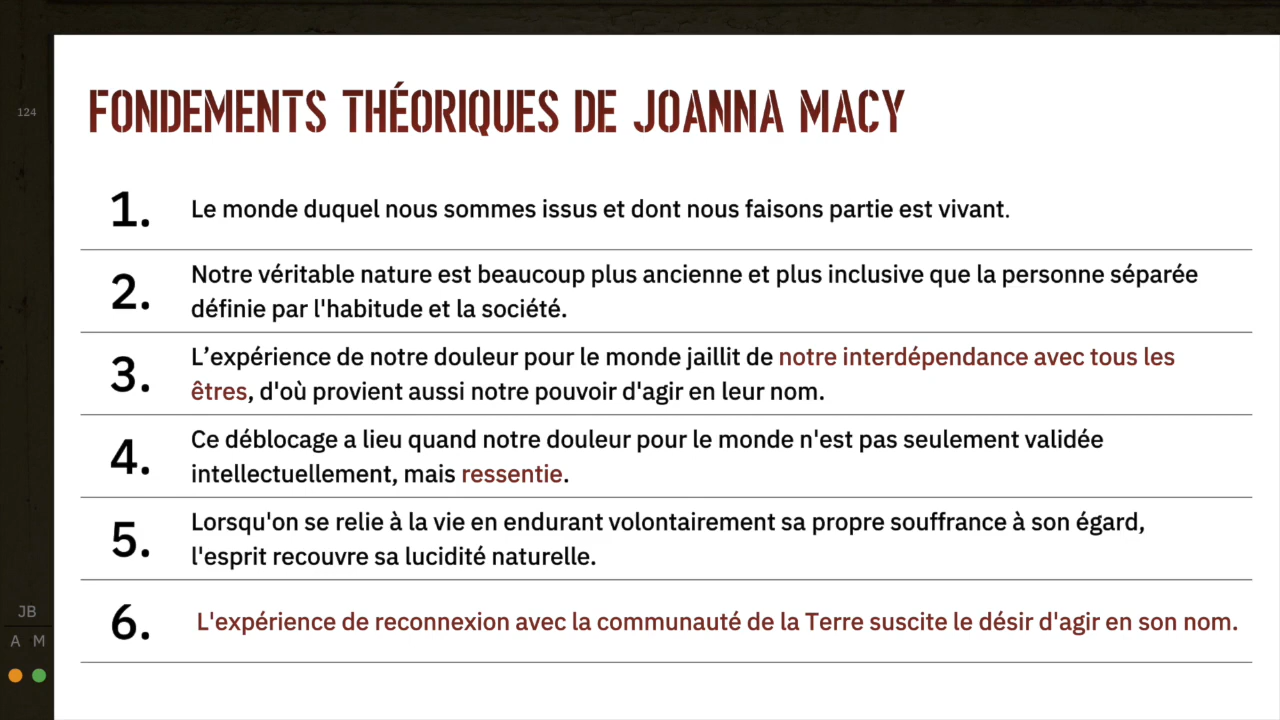 124
FONDEMENTS THÉORIQUES DE JOANNA MACY
1. Le monde duquel nous sommes issus et dont nous faisons partie est vivant.
2. Notre véritable nature est beaucoup plus ancienne et plus inclusive que la personne séparée
définie par l'habitude et la société.
3. L’expérience de notre douleur pour le monde jaillit de notre interdépendance avec tous les
êtres, d'où provient aussi notre pouvoir d'agir en leur nom.
4. Ce déblocage a lieu quand notre douleur pour le monde n'est pas seulement validée
intellectuellement, mais ressentie.
5. Lorsqu'on se relie à la vie en endurant volontairement sa propre souffrance à son égard,
l'esprit recouvre sa lucidité naturelle.
6. L'expérience de reconnexion avec la communauté de la Terre suscite le désir d'agir en son nom.
JB
A M